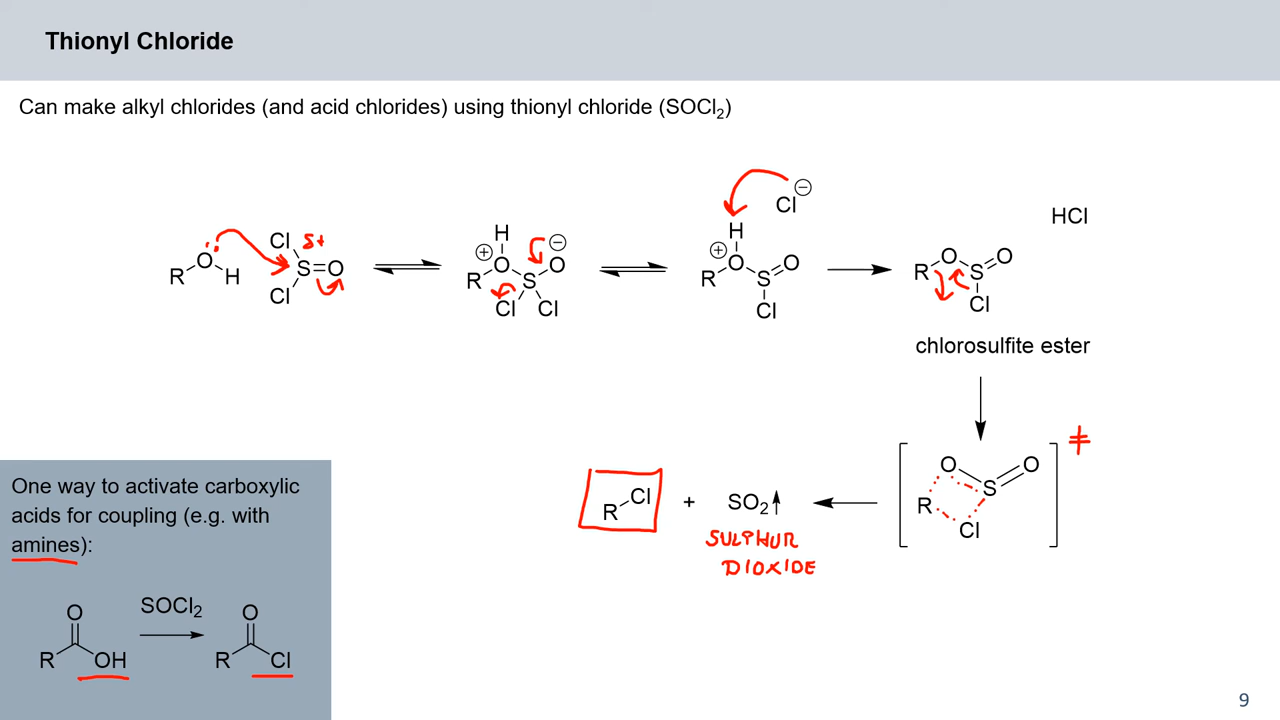 Thionyl Chloride
Can make alkyl chlorides (and acid chlorides) using thionyl chloride (SOCl₂)
R O H Cl S O Cl δ+
H ⊕ O R S O ⊖ Cl Cl
H ⊕ O R S O Cl Cl ⊖
R O S O Cl
HCl
chlorosulfite ester
R O S O Cl ‡
R Cl + SO₂↑
SULPHUR
DIOXIDE
One way to activate carboxylic
acids for coupling (e.g. with
amines):
O R OH
SOCl₂
O R Cl
9